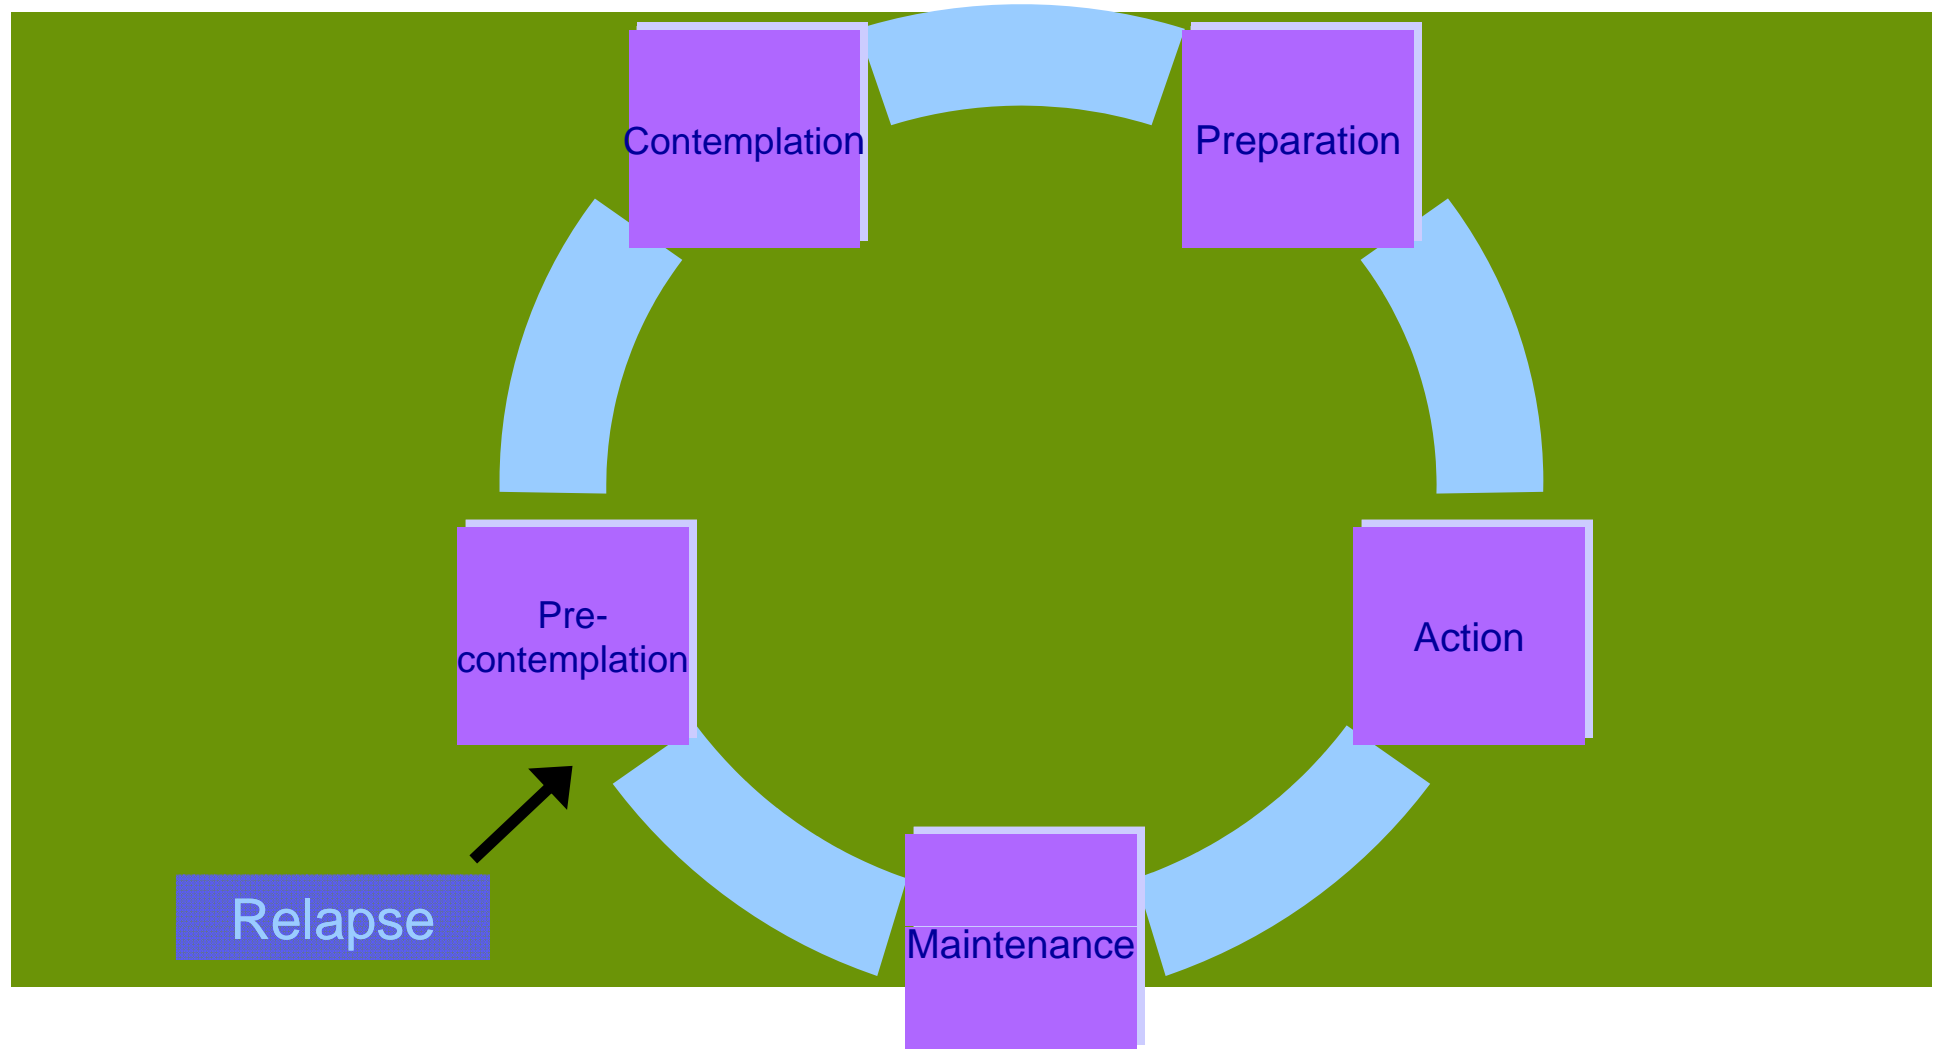 Contemplation
Preparation
Pre-
contemplation
Action
Relapse
Maintenance